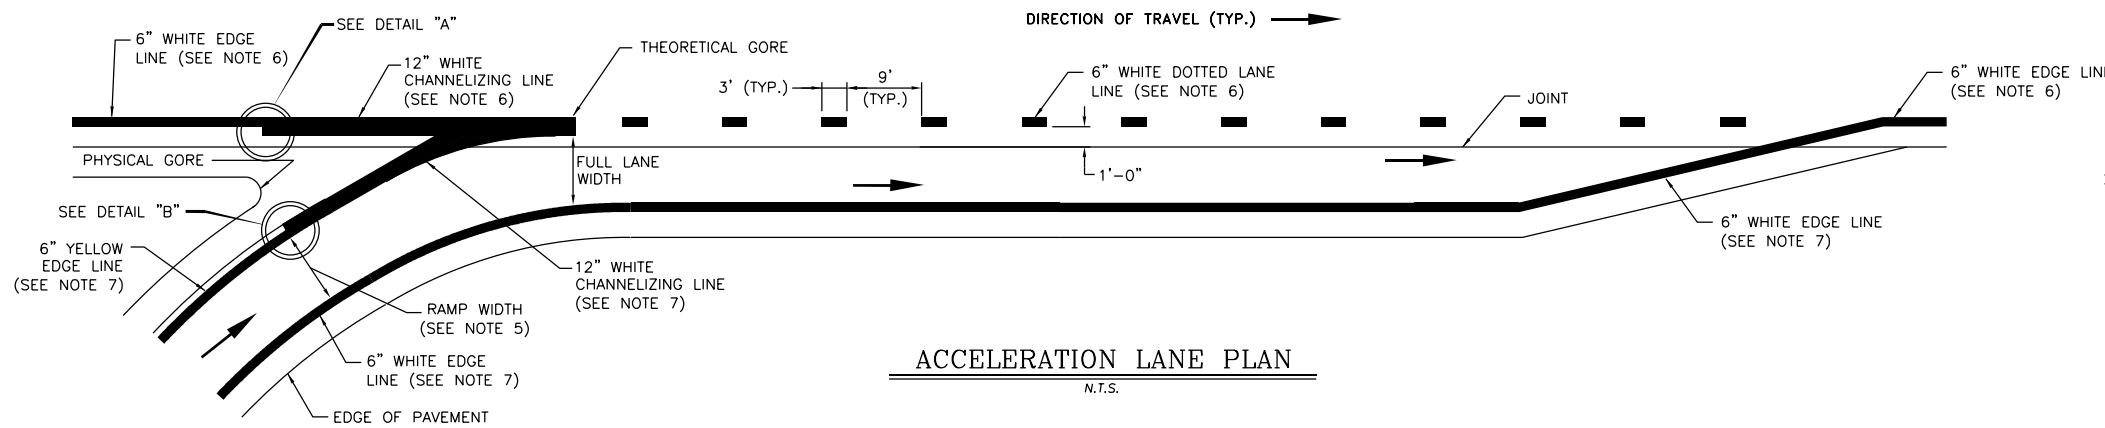 DIRECTION OF TRAVEL (TYP.)
SEE DETAIL "A"
6" WHITE EDGE
LINE (SEE NOTE 6)
12" WHITE
CHANNELIZING LINE
(SEE NOTE 6)
THEORETICAL GORE
3' (TYP.)
9'
(TYP.)
6" WHITE DOTTED LANE
LINE (SEE NOTE 6)
JOINT
6" WHITE EDGE LINE
(SEE NOTE 6)
PHYSICAL GORE
FULL LANE
WIDTH
1'-0"
SEE DETAIL "B"
6" YELLOW
EDGE LINE
(SEE NOTE 7)
12" WHITE
CHANNELIZING LINE
(SEE NOTE 7)
6" WHITE EDGE LINE
(SEE NOTE 7)
RAMP WIDTH
(SEE NOTE 5)
6" WHITE EDGE
LINE (SEE NOTE 7)
EDGE OF PAVEMENT
ACCELERATION LANE PLAN
N.T.S.